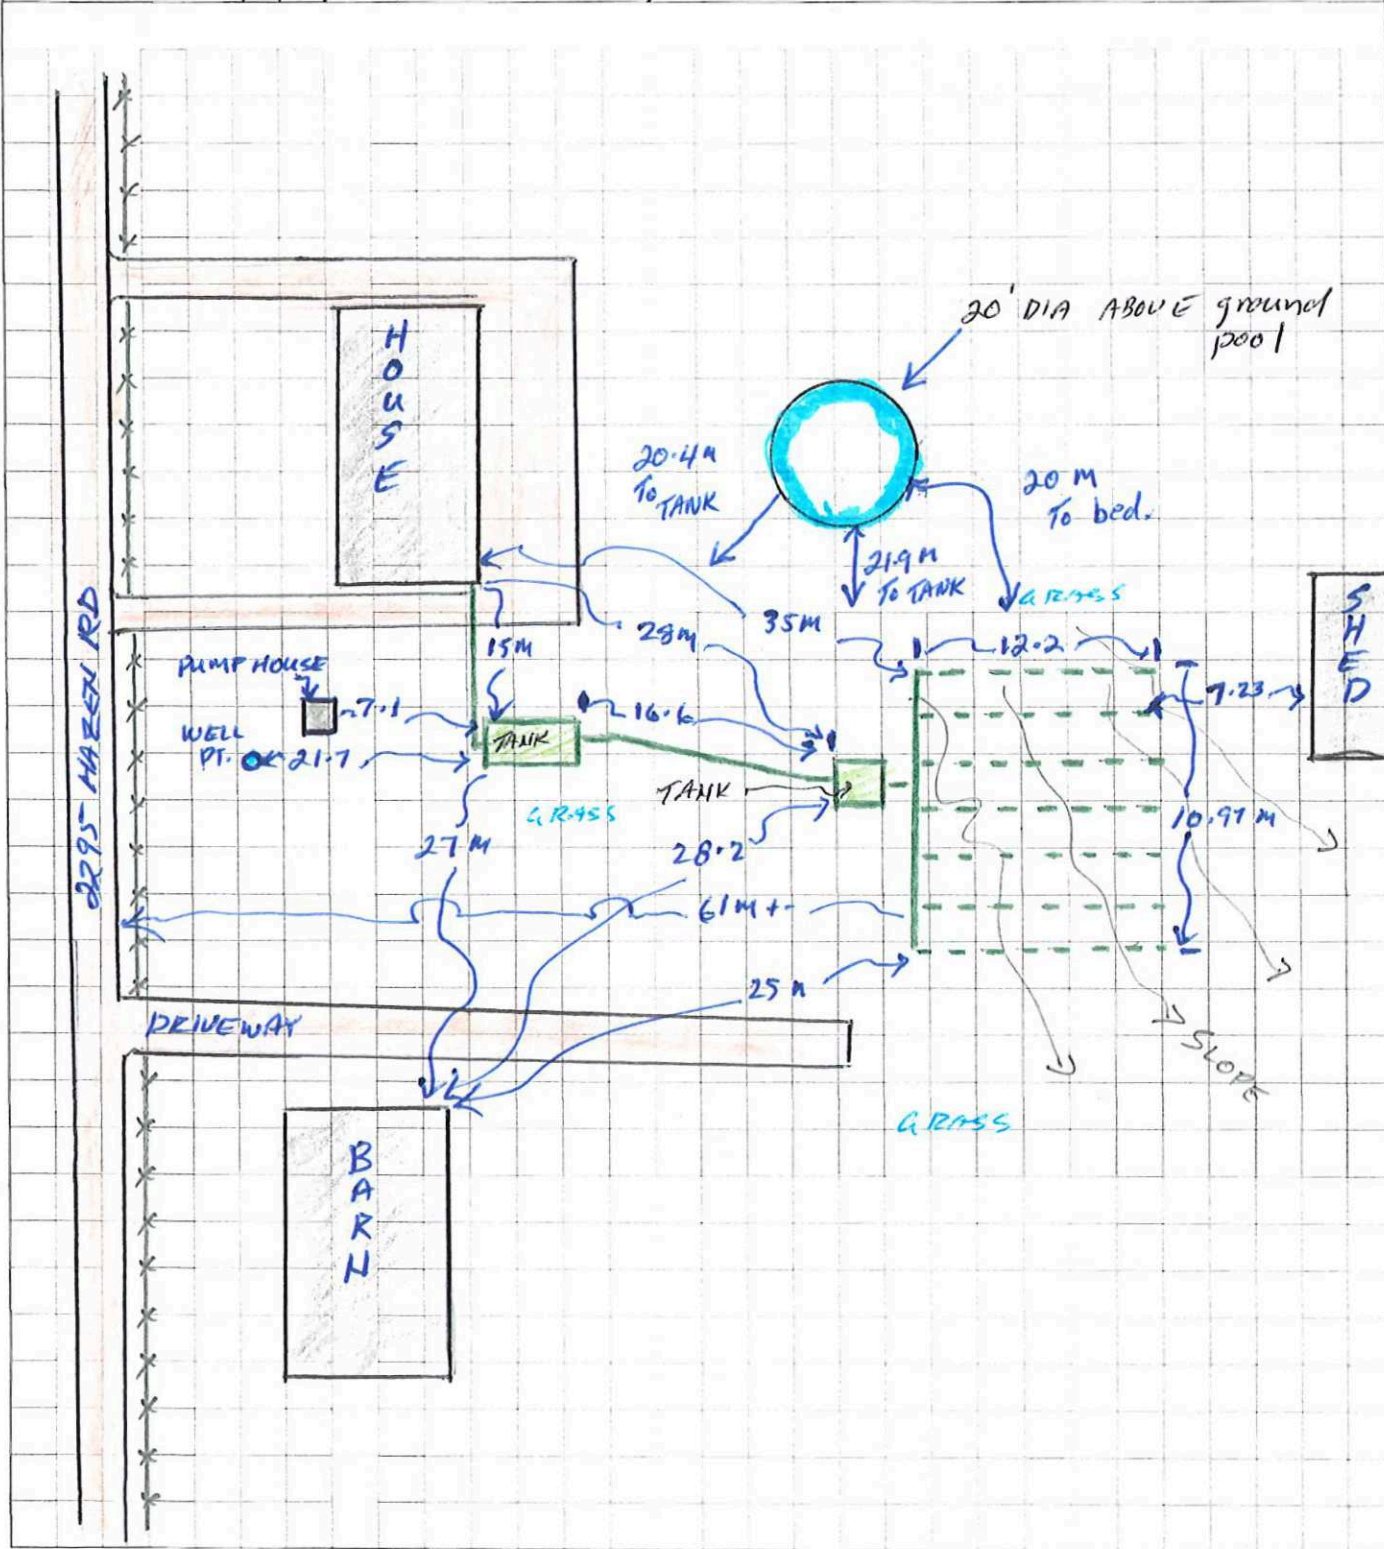 20' DIA ABOVE ground
pool
HOUSE
20.4m
To
TANK
20 M
To bed.
21.9 M
To TANK
GRASS
SHED
2295 HAZEN RD
15m
28m
35m
12.2
PUMP HOUSE
7.1
16.6
9.23
WELL
PT.
21.7
TANK
TANK
GRASS
10.97 M
27 M
28.2
61M +-
25 m
DRIVEWAY
SLOPE
GRASS
BARN